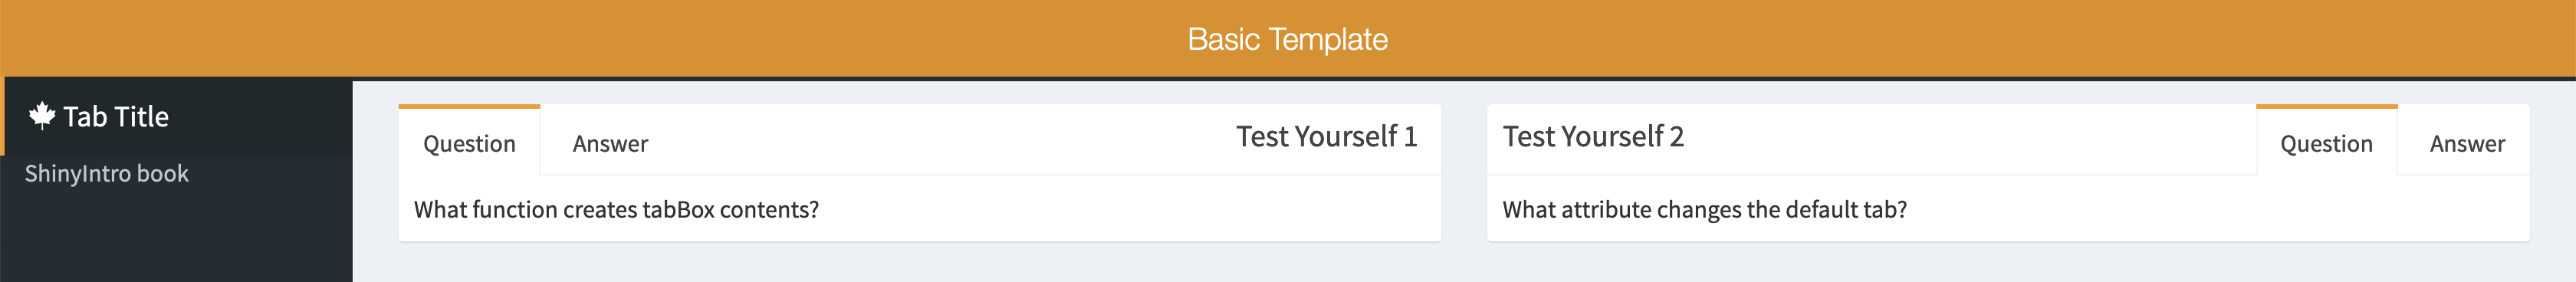 Basic Template
Tab Title
ShinyIntro book
Question Answer Test Yourself 1
What function creates tabBox contents?
Test Yourself 2 Question Answer
What attribute changes the default tab?